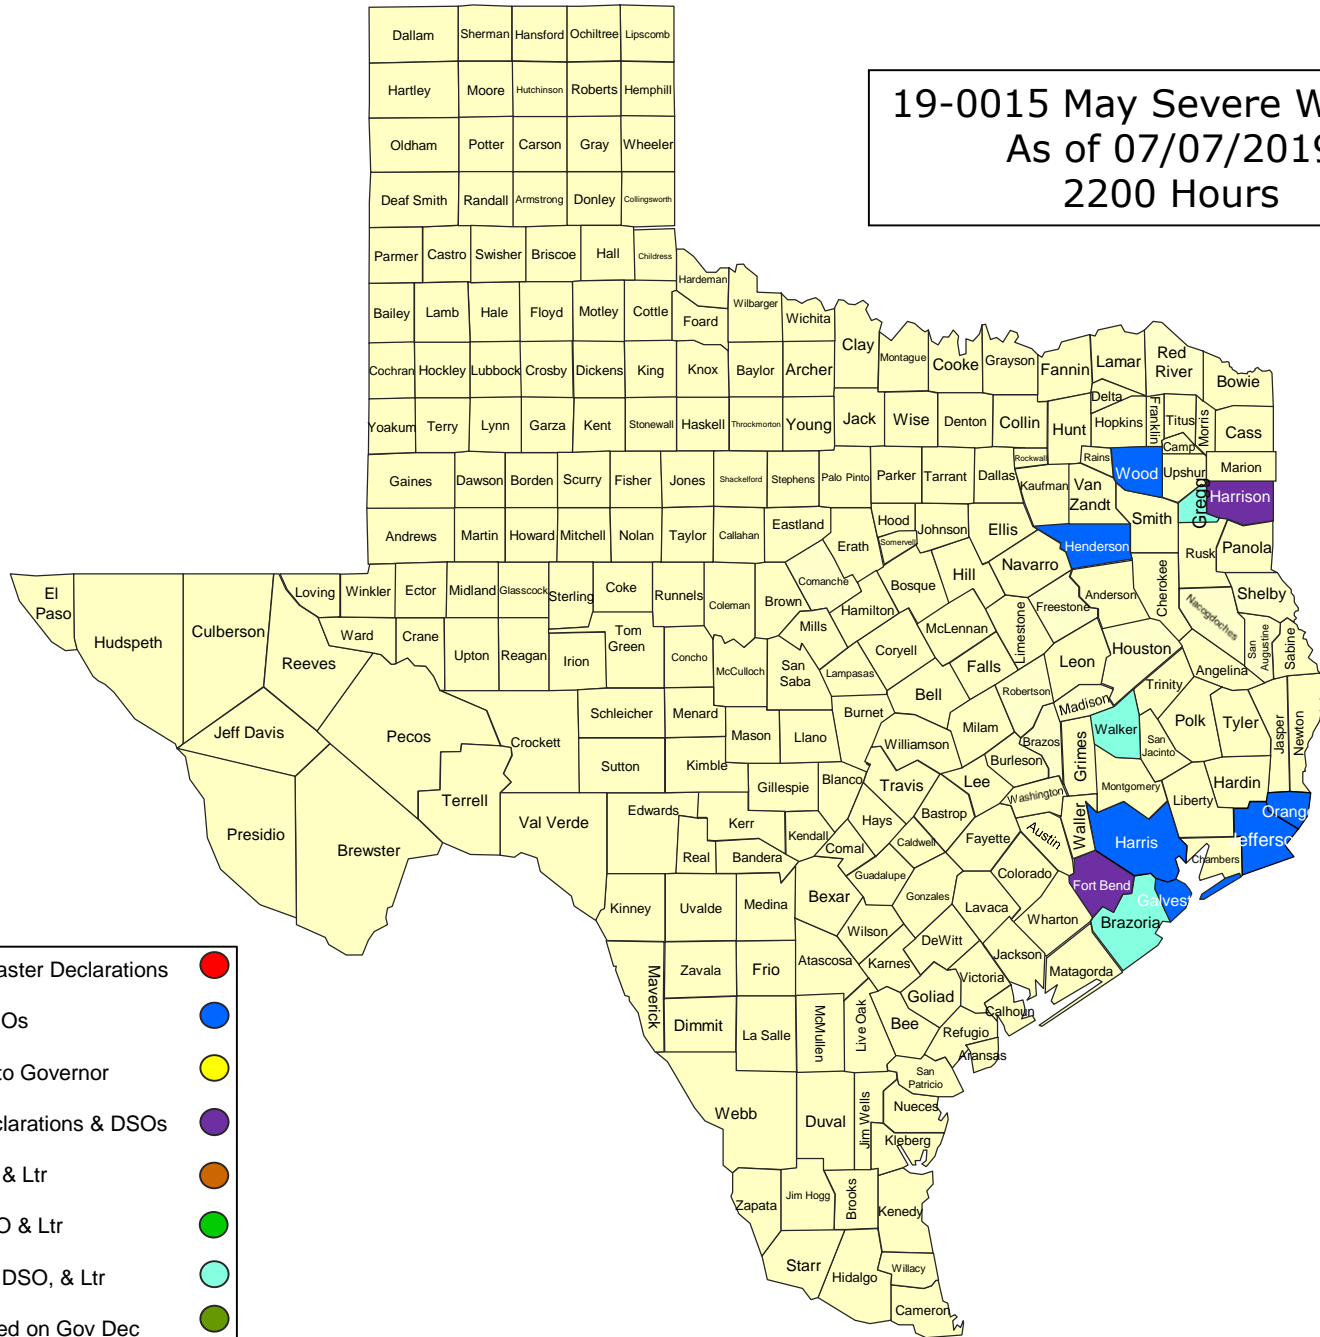 Dallam Sherman Hansford Ochiltree Lipscomb
Hartley Moore Hutchinson Roberts Hemphill
19-0015 May Severe W
As of 07/07/2019
2200 Hours
Oldham Potter Carson Gray Wheeler
Deaf Smith Randall Armstrong Donley Collingsworth
Parmer Castro Swisher Briscoe Hall Childress
Hardeman
Bailey Lamb Hale Floyd Motley Cottle Foard Wilbarger Wichita
Clay Montague Cooke Grayson Fannin Lamar Red River Bowie
Cochran Hockley Lubbock Crosby Dickens King Knox Baylor Archer
Delta
Yoakum Terry Lynn Garza Kent Stonewall Haskell Throckmorton Young Jack Wise Denton Collin Hunt Hopkins Franklin Titus Morris Cass
Camp
Gaines Dawson Borden Scurry Fisher Jones Shackelford Stephens Palo Pinto Parker Tarrant Dallas Rockwall Rains Wood Upshur Marion
Kaufman Van Zandt Gregg Harrison
Andrews Martin Howard Mitchell Nolan Taylor Callahan Eastland Hood Johnson Ellis Smith
Erath Somervell Henderson Rusk Panola
El Paso Loving Winkler Ector Midland Glasscock Sterling Coke Runnels Coleman Brown Comanche Bosque Hill Navarro Anderson Cherokee Shelby
Hamilton Freestone Nacogdoches
Hudspeth Culberson Reeves Ward Crane Upton Reagan Irion Tom Green Concho McCulloch San Saba Mills Lampasas Coryell McLennan Limestone Falls Leon Houston Angelina San Augustine Sabine
Bell Robertson Madison Trinity
Jeff Davis Pecos Crockett Schleicher Menard Mason Llano Burnet Williamson Milam Brazos Grimes Walker San Jacinto Polk Tyler Jasper Newton
Sutton Kimble Gillespie Blanco Travis Lee Burleson Washington Montgomery Liberty Hardin
Presidio Brewster Terrell Val Verde Edwards Kerr Kendall Hays Bastrop Fayette Austin Waller Harris Chambers Orang
Jefferso
Real Bandera Comal Caldwell Colorado Fort Bend
Kinney Uvalde Medina Bexar Guadalupe Gonzales Lavaca Wharton Brazoria Galvest
Wilson DeWitt Jackson Matagorda
Maverick Zavala Frio Atascosa Karnes Goliad Victoria
Dimmit La Salle McMullen Live Oak Bee Refugio Calhoun
Aransas
San Patricio
Webb Duval Jim Wells Nueces
Kleberg
Zapata Jim Hogg Brooks Kenedy
Starr Hidalgo Willacy
Cameron
aster Declarations
Os
to Governor
clarations & DSOs
& Ltr
O & Ltr
DSO, & Ltr
ed on Gov Dec